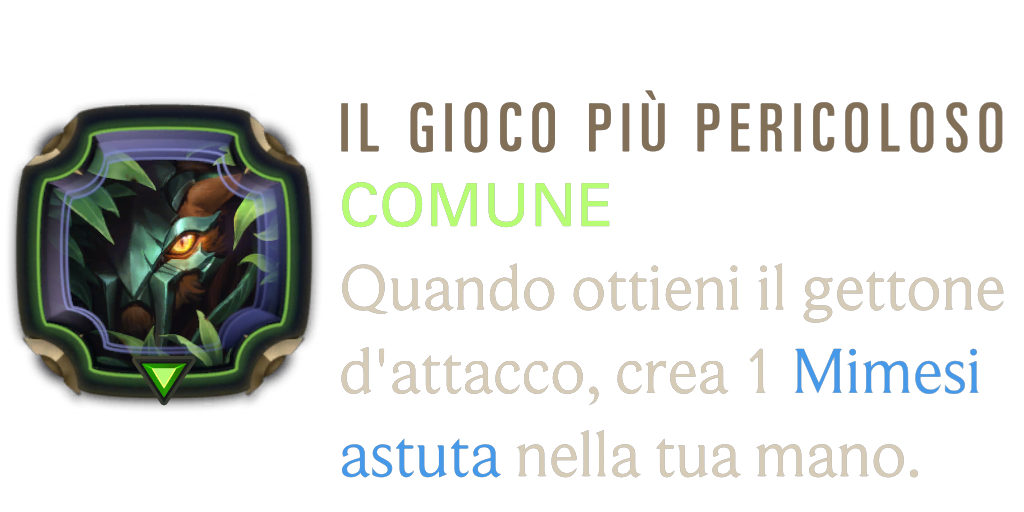 IL GIOCO PIÙ PERICOLOSO
COMUNE
Quando ottieni il gettone
d'attacco, crea 1 Mimesi
astuta nella tua mano.